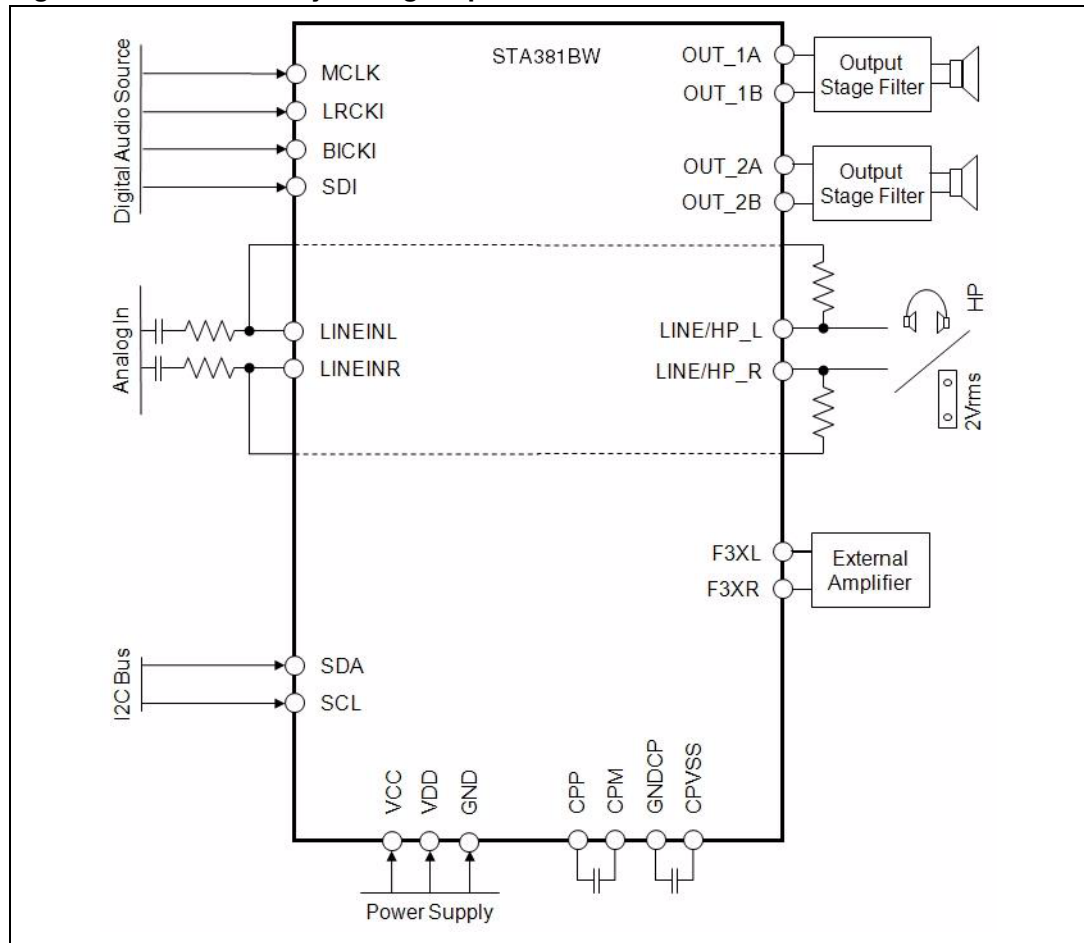 STA381BW
Digital Audio Source
MCLK
LRCKI
BICKI
SDI
OUT_1A
OUT_1B
Output
Stage Filter
OUT_2A
OUT_2B
Output
Stage Filter
Analog In
LINEINL
LINEINR
LINE/HP_L
LINE/HP_R
HP
2Vrms
F3XL
F3XR
External
Amplifier
I2C Bus
SDA
SCL
VCC
VDD
GND
CPP
CPM
GNDCP
CPVSS
Power Supply